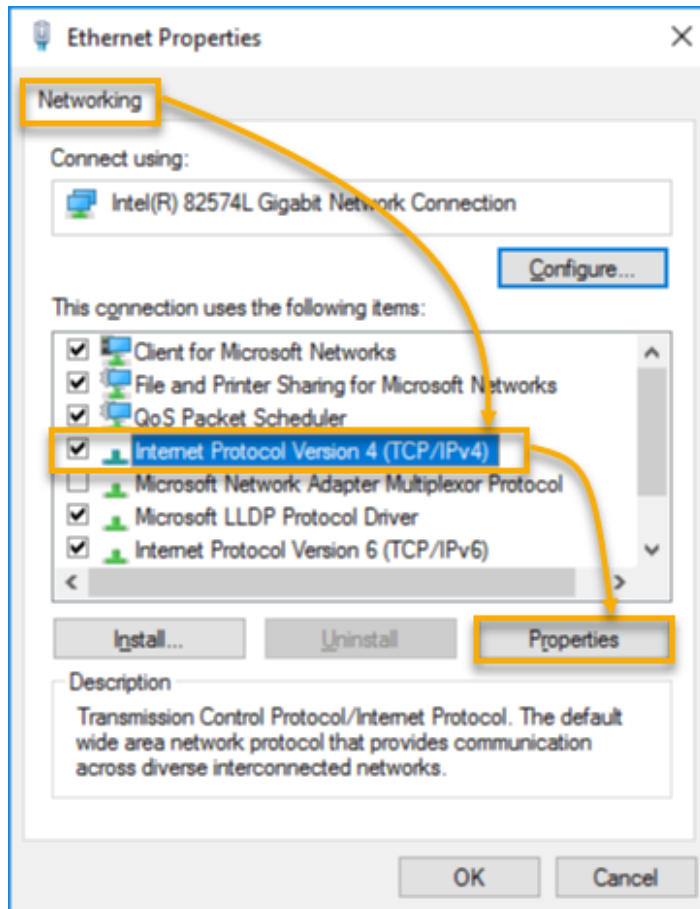 Ethernet Properties
Networking
Connect using:
Intel(R) 82574L Gigabit Network Connection
Configure...
This connection uses the following items:
Client for Microsoft Networks
File and Printer Sharing for Microsoft Networks
QoS Packet Scheduler
Internet Protocol Version 4 (TCP/IPv4)
Microsoft Network Adapter Multiplexor Protocol
Microsoft LLDP Protocol Driver
Internet Protocol Version 6 (TCP/IPv6)
Install... Uninstall Properties
Description
Transmission Control Protocol/Internet Protocol. The default
wide area network protocol that provides communication
across diverse interconnected networks.
OK Cancel